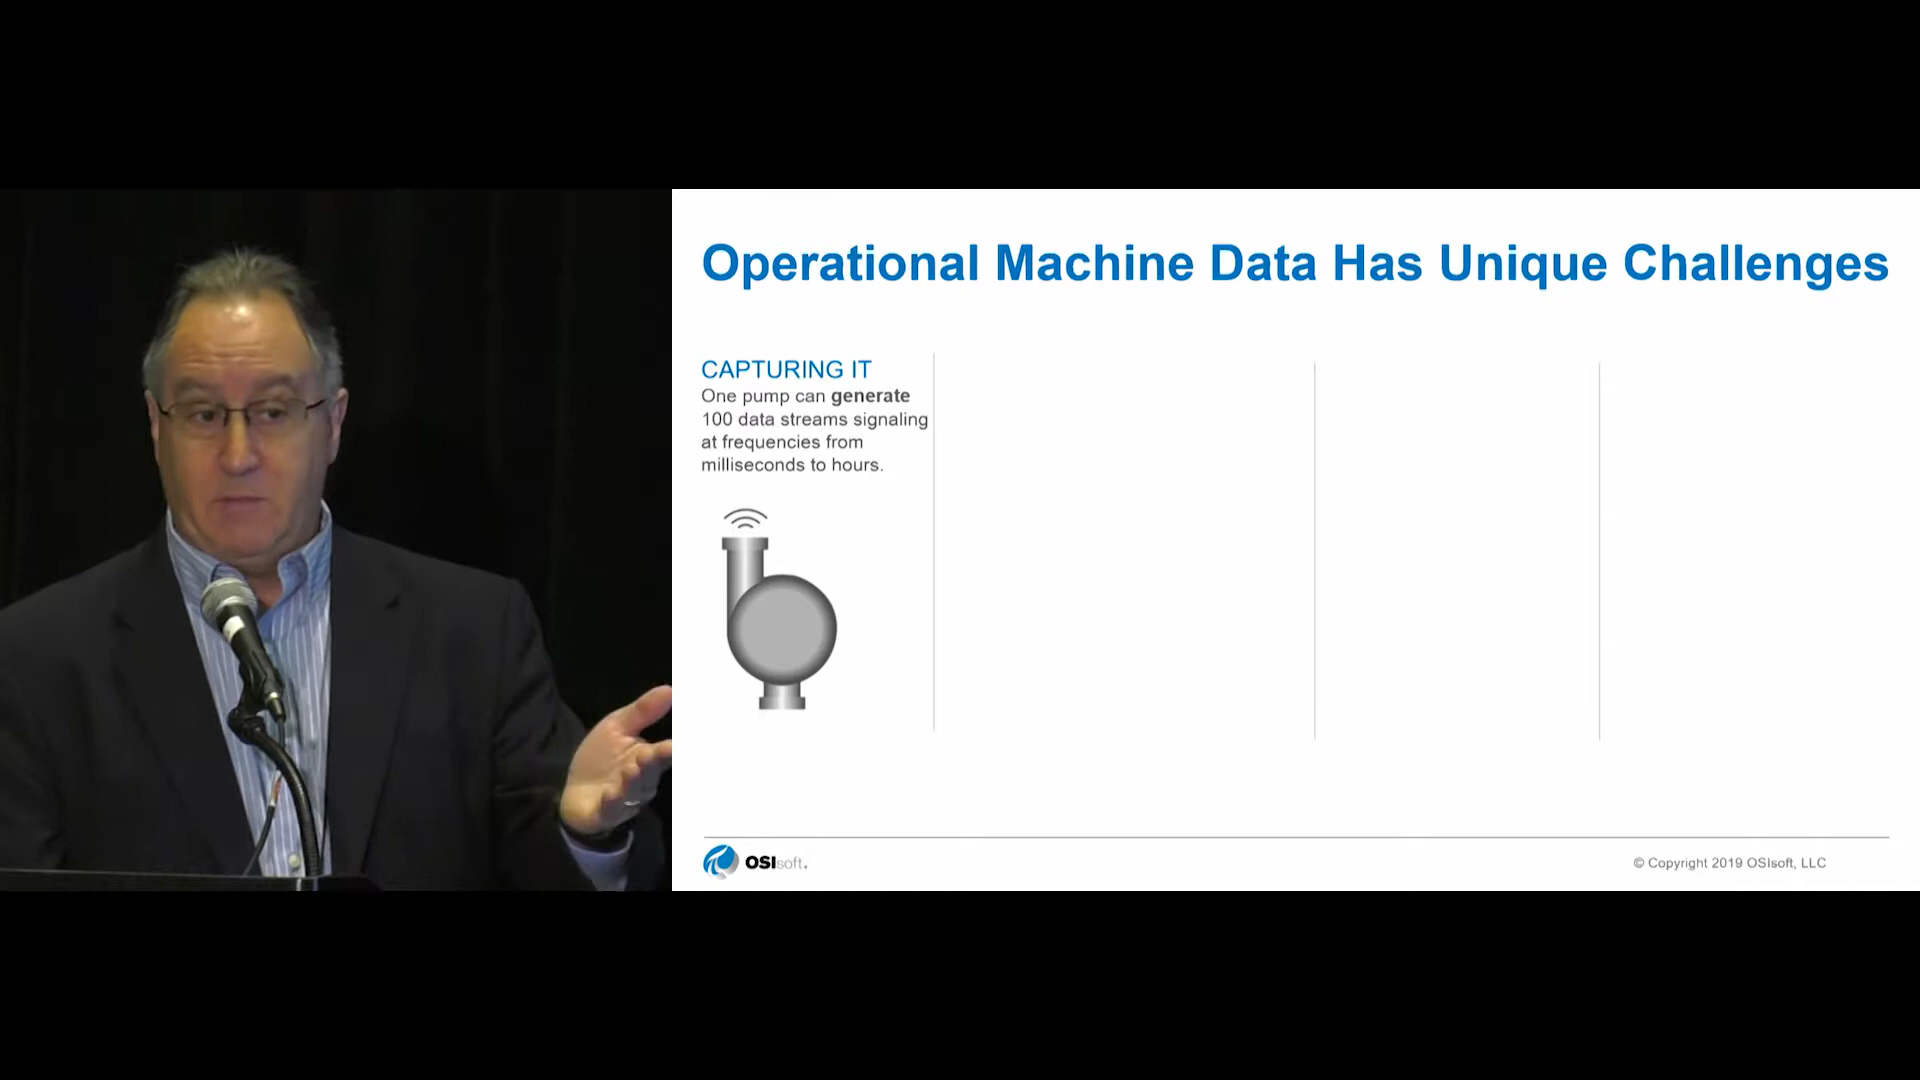 Operational Machine Data Has Unique Challenges
CAPTURING IT
One pump can generate
100 data streams signaling
at frequencies from
milliseconds to hours.
OSIsoft.
© Copyright 2019 OSIsoft, LLC